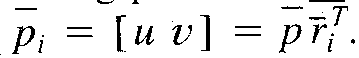 p̅ᵢ = [u v] = p̅ r̅ᵢᵀ.